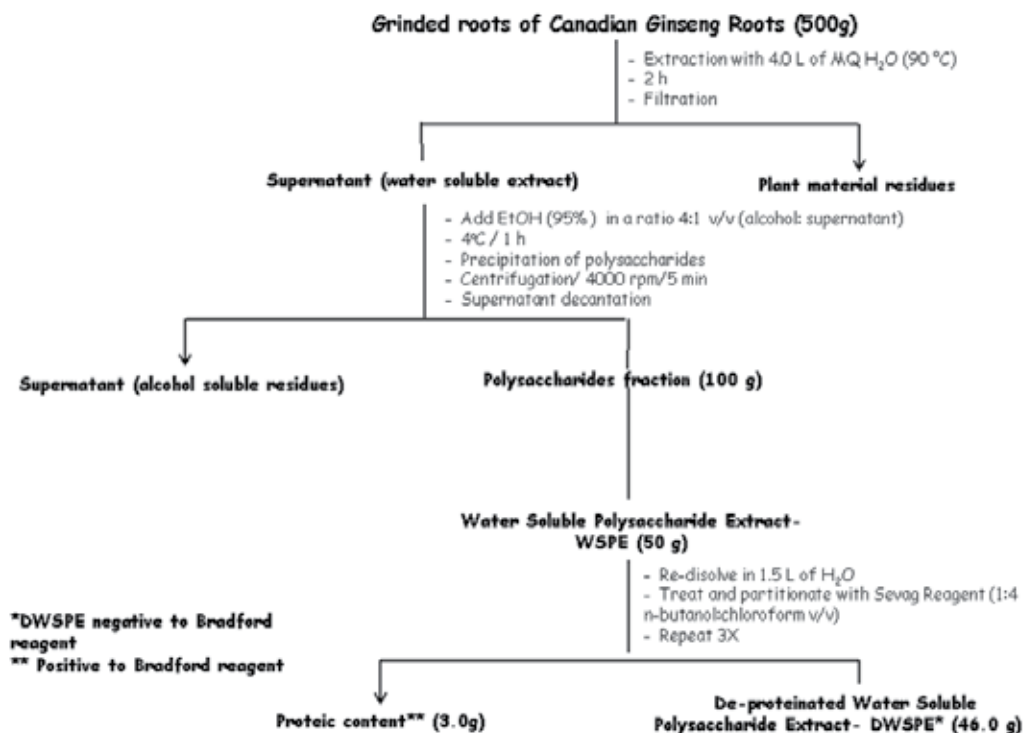 Grinded roots of Canadian Ginseng Roots (500g)
- Extraction with 4.0 L of MQ H₂O (90 °C)
- 2 h
- Filtration
Supernatant (water soluble extract)
Plant material residues
- Add EtOH (95%) in a ratio 4:1 v/v (alcohol: supernatant)
- 4ºC / 1 h
- Precipitation of polysaccharides
- Centrifugation/ 4000 rpm/5 min
- Supernatant decantation
Supernatant (alcohol soluble residues)
Polysaccharides fraction (100 g)
Water Soluble Polysaccharide Extract-
WSPE (50 g)
- Re-disolve in 1.5 L of H₂O
- Treat and partitionate with Sevag Reagent (1:4
n-butanol:chloroform v/v)
- Repeat 3X
*DWSPE negative to Bradford
reagent
** Positive to Bradford reagent
Proteic content** (3.0g)
De-proteinated Water Soluble
Polysaccharide Extract- DWSPE* (46.0 g)